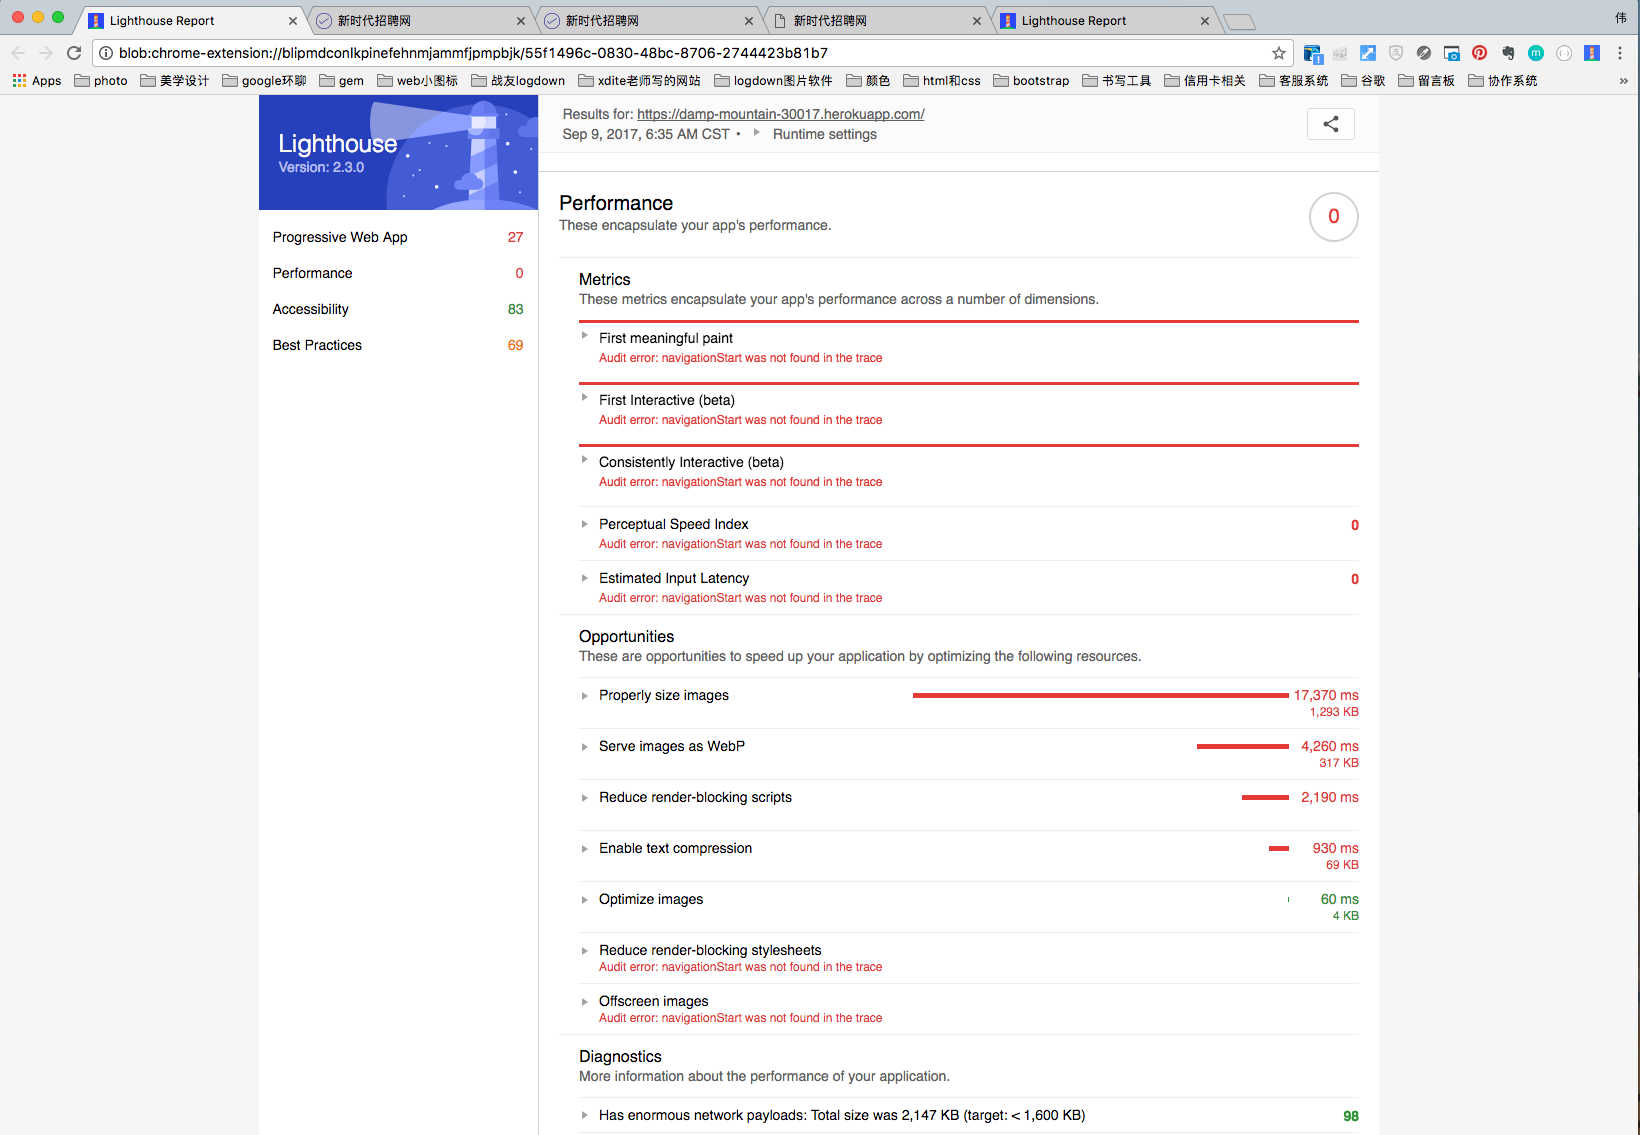 Lighthouse Report
新时代招聘网
新时代招聘网
新时代招聘网
Lighthouse Report
伟
blob:chrome-extension://blipmdconlkpinefehnmjammfjpmpbjk/55f1496c-0830-48bc-8706-2744423b81b7
Apps photo 美学设计 google环聊 gem web小图标 战友logdown xdite老师写的网站 logdown图片软件 颜色 html和css bootstrap 书写工具 信用卡相关 客服系统 谷歌 留言板 协作系统 »
Lighthouse
Version: 2.3.0
Progressive Web App 27
Performance 0
Accessibility 83
Best Practices 69
Results for: https://damp-mountain-30017.herokuapp.com/
Sep 9, 2017, 6:35 AM CST • Runtime settings
Performance 0
These encapsulate your app's performance.
Metrics
These metrics encapsulate your app's performance across a number of dimensions.
First meaningful paint
Audit error: navigationStart was not found in the trace
First Interactive (beta)
Audit error: navigationStart was not found in the trace
Consistently Interactive (beta)
Audit error: navigationStart was not found in the trace
Perceptual Speed Index 0
Audit error: navigationStart was not found in the trace
Estimated Input Latency 0
Audit error: navigationStart was not found in the trace
Opportunities
These are opportunities to speed up your application by optimizing the following resources.
Properly size images 17,370 ms
1,293 KB
Serve images as WebP 4,260 ms
317 KB
Reduce render-blocking scripts 2,190 ms
Enable text compression 930 ms
69 KB
Optimize images 60 ms
4 KB
Reduce render-blocking stylesheets
Audit error: navigationStart was not found in the trace
Offscreen images
Audit error: navigationStart was not found in the trace
Diagnostics
More information about the performance of your application.
Has enormous network payloads: Total size was 2,147 KB (target: < 1,600 KB) 98